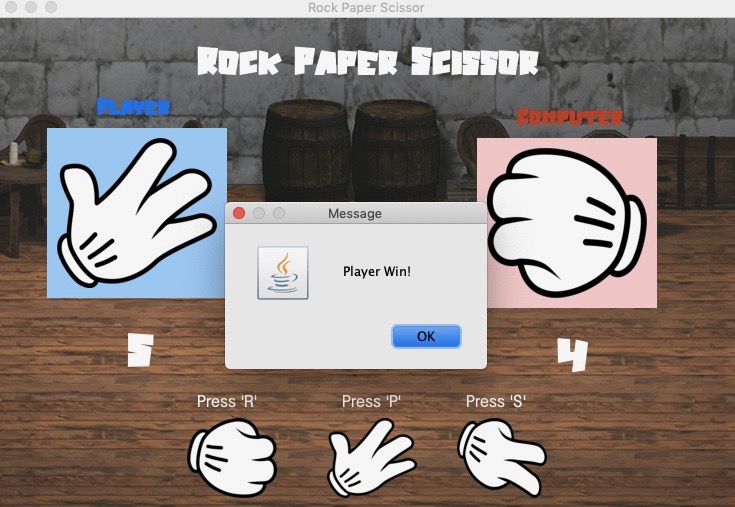 Rock Paper Scissor
Rock Paper Scissor
Player
Computer
Message
Player Win!
OK
5
4
Press 'R'
Press 'P'
Press 'S'